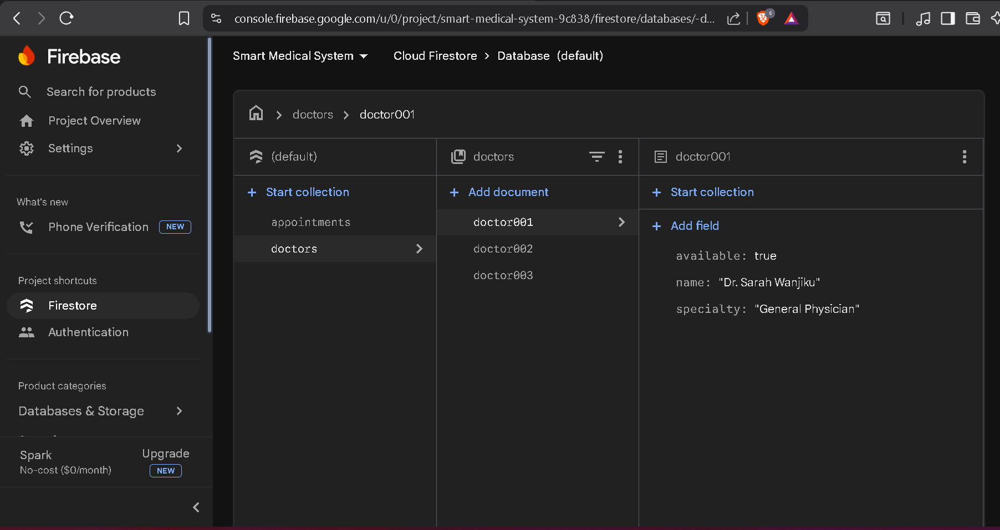 console.firebase.google.com/u/0/project/smart-medical-system-9c838/firestore/databases/-d...
6
Firebase
Search for products
Project Overview
Settings
What's new
Phone Verification NEW
Project shortcuts
Firestore
Authentication
Product categories
Databases & Storage
Spark
No-cost ($0/month)
Upgrade
NEW
Smart Medical System
Cloud Firestore > Database (default)
doctors > doctor001
(default)
Start collection
appointments
doctors
doctors
Add document
doctor001
doctor002
doctor003
doctor001
Start collection
Add field
available: true
name: "Dr. Sarah Wanjiku"
specialty: "General Physician"